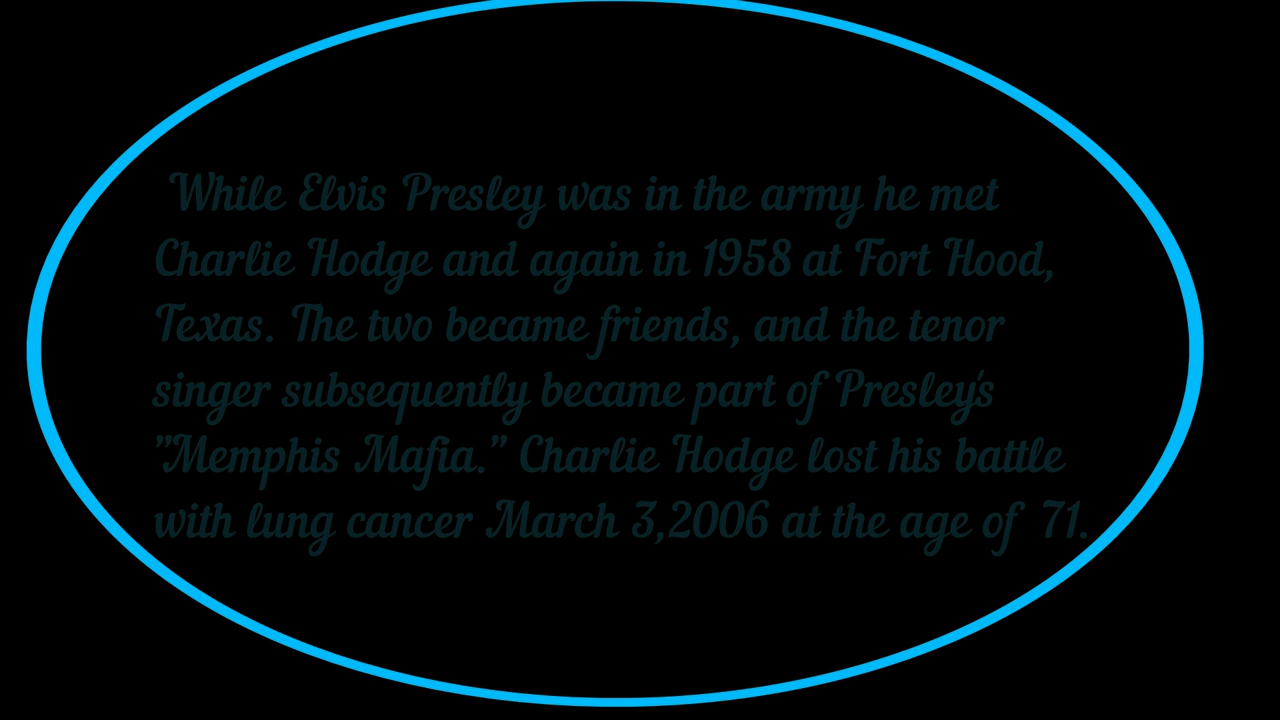 While Elvis Presley was in the army he met
Charlie Hodge and again in 1958 at Fort Hood,
Texas. The two became friends, and the tenor
singer subsequently became part of Presley's
"Memphis Mafia." Charlie Hodge lost his battle
with lung cancer March 3,2006 at the age of 71.